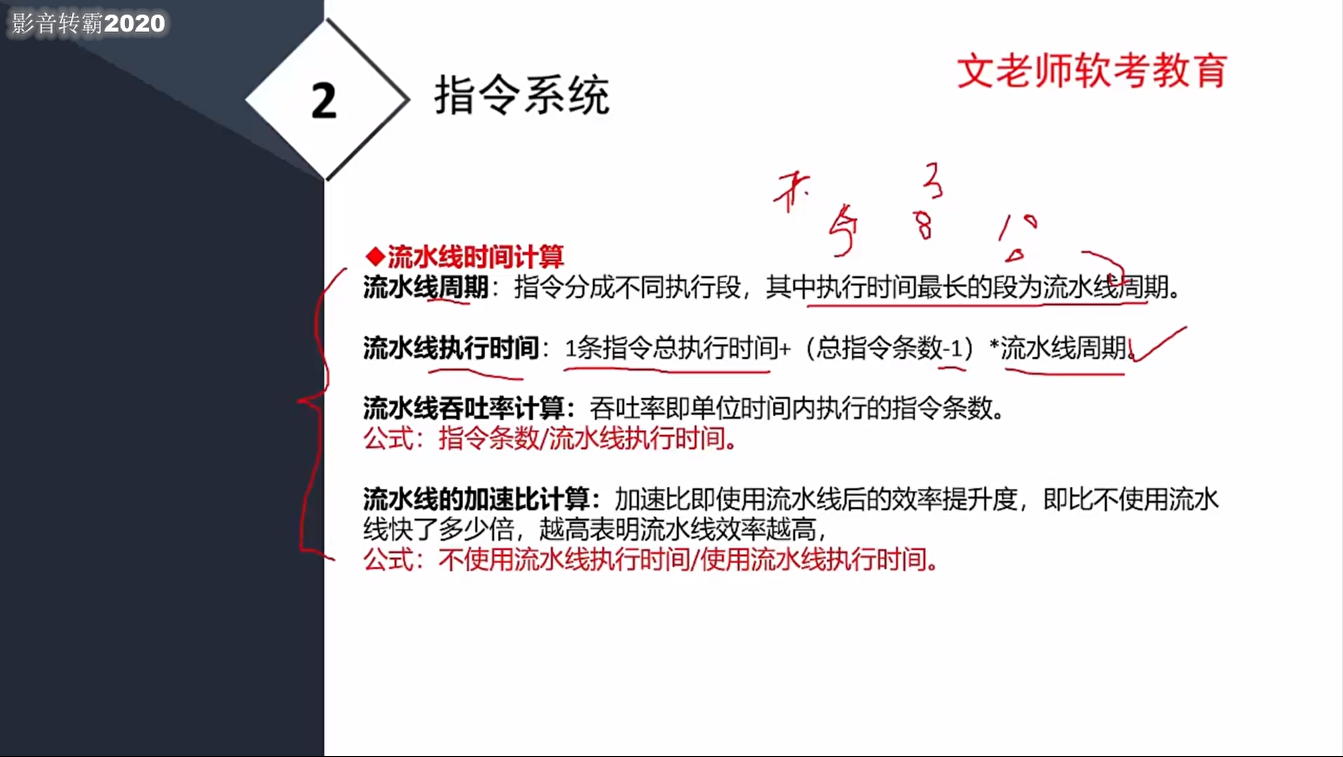 影音转霸2020
2
指令系统
文老师软考教育
3
8
10
◆流水线时间计算
流水线周期：指令分成不同执行段，其中执行时间最长的段为流水线周期。
流水线执行时间：1条指令总执行时间+（总指令条数-1）*流水线周期。
流水线吞吐率计算：吞吐率即单位时间内执行的指令条数。
公式：指令条数/流水线执行时间。
流水线的加速比计算：加速比即使用流水线后的效率提升度，即比不使用流水
线快了多少倍，越高表明流水线效率越高，
公式：不使用流水线执行时间/使用流水线执行时间。